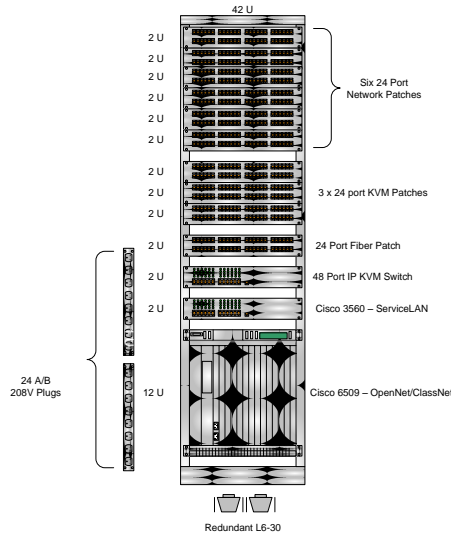 42 U
2 U
2 U
2 U
2 U
2 U
2 U
Six 24 Port
Network Patches
2 U
2 U
2 U
3 x 24 port KVM Patches
2 U
24 Port Fiber Patch
2 U
48 Port IP KVM Switch
2 U
Cisco 3560 – ServiceLAN
24 A/B
208V Plugs
12 U
Cisco 6509 – OpenNet/ClassNet
Redundant L6-30